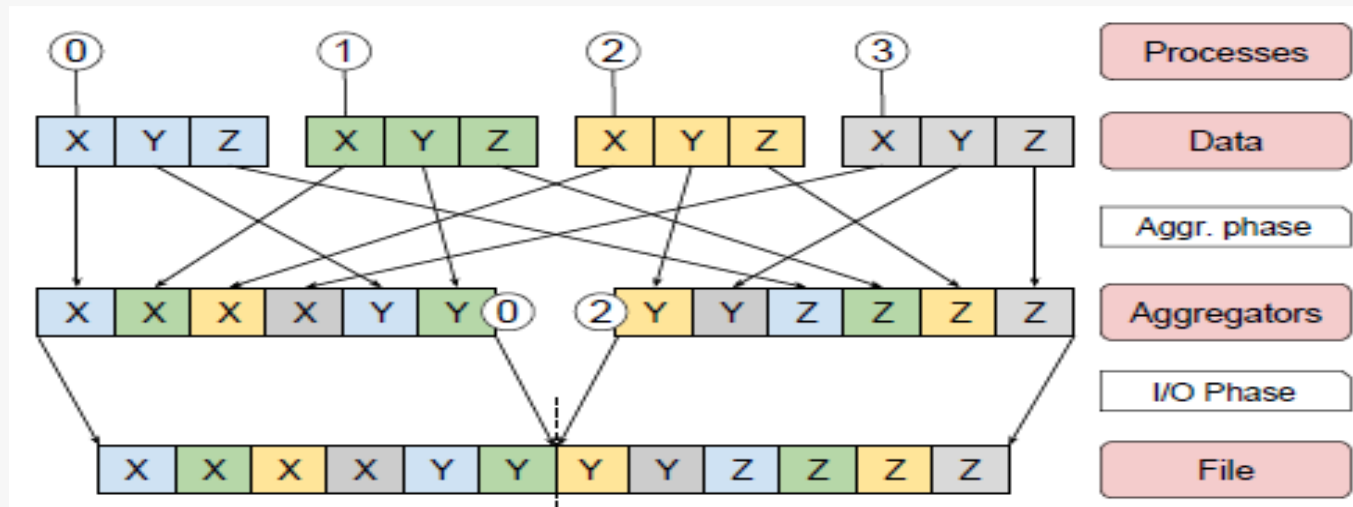 0 1 2 3 Processes
X Y Z X Y Z X Y Z X Y Z Data
Aggr. phase
X X X X Y Y 0 2 Y Y Z Z Z Z Aggregators
I/O Phase
X X X X Y Y Y Y Z Z Z Z File